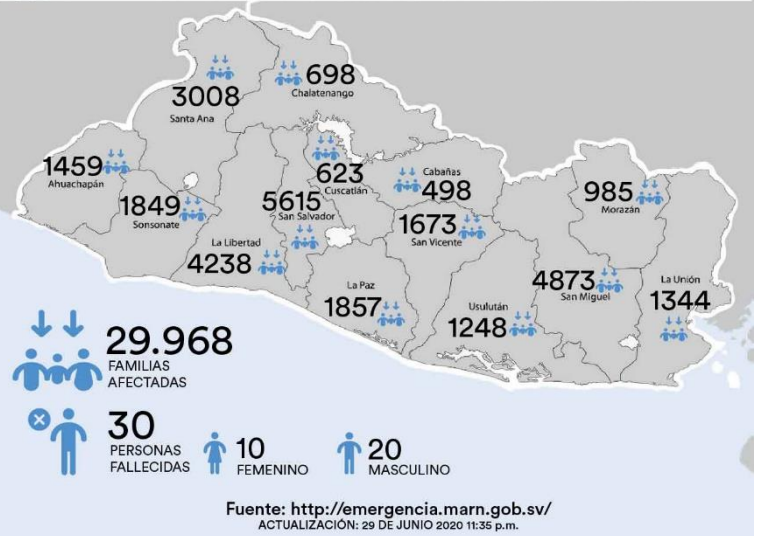 698
Chalatenango
3008
Santa Ana
1459
Ahuachapán
623
Cuscatlán
Cabañas
498
985
Morazán
1849
Sonsonate
5615
San Salvador
1673
San Vicente
La Libertad
4238
La Paz
1857
Usulután
1248
4873
San Miguel
La Unión
1344
29.968
FAMILIAS
AFECTADAS
30
PERSONAS
FALLECIDAS
10
FEMENINO
20
MASCULINO
Fuente: http://emergencia.marn.gob.sv/
ACTUALIZACIÓN: 29 DE JUNIO 2020 11:35 p.m.